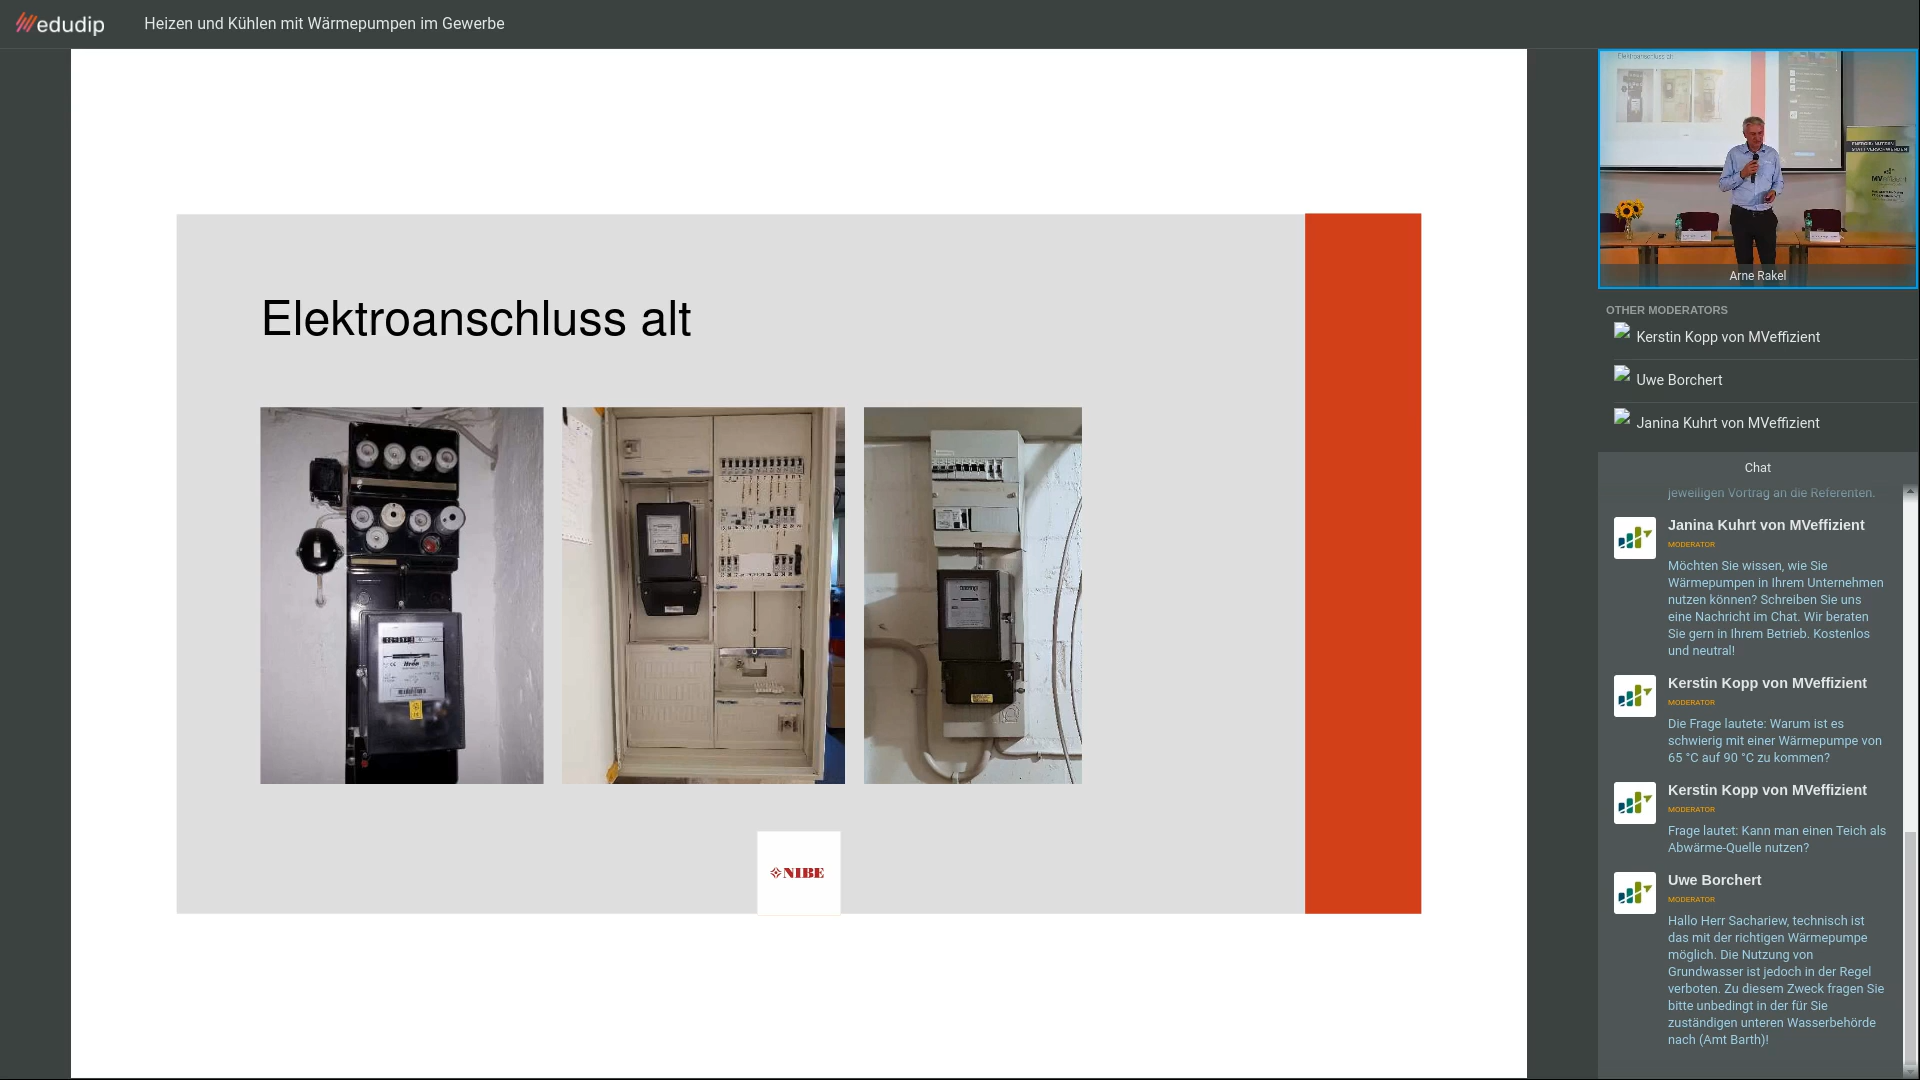 edudip
Heizen und Kühlen mit Wärmepumpen im Gewerbe
Elektroanschluss alt
NIBE
Elektroanschluss alt
Arne Rakel
OTHER MODERATORS
Kerstin Kopp von MVeffizient
Uwe Borchert
Janina Kuhrt von MVeffizient
Chat
jeweiligen Vortrag an die Referenten.
Janina Kuhrt von MVeffizient
MODERATOR
Möchten Sie wissen, wie Sie
Wärmepumpen in Ihrem Unternehmen
nutzen können? Schreiben Sie uns
eine Nachricht im Chat. Wir beraten
Sie gern in Ihrem Betrieb. Kostenlos
und neutral!
Kerstin Kopp von MVeffizient
MODERATOR
Die Frage lautete: Warum ist es
schwierig mit einer Wärmepumpe von
65 °C auf 90 °C zu kommen?
Kerstin Kopp von MVeffizient
MODERATOR
Frage lautet: Kann man einen Teich als
Abwärme-Quelle nutzen?
Uwe Borchert
MODERATOR
Hallo Herr Sachariew, technisch ist
das mit der richtigen Wärmepumpe
möglich. Die Nutzung von
Grundwasser ist jedoch in der Regel
verboten. Zu diesem Zweck fragen Sie
bitte unbedingt in der für Sie
zuständigen unteren Wasserbehörde
nach (Amt Barth)!